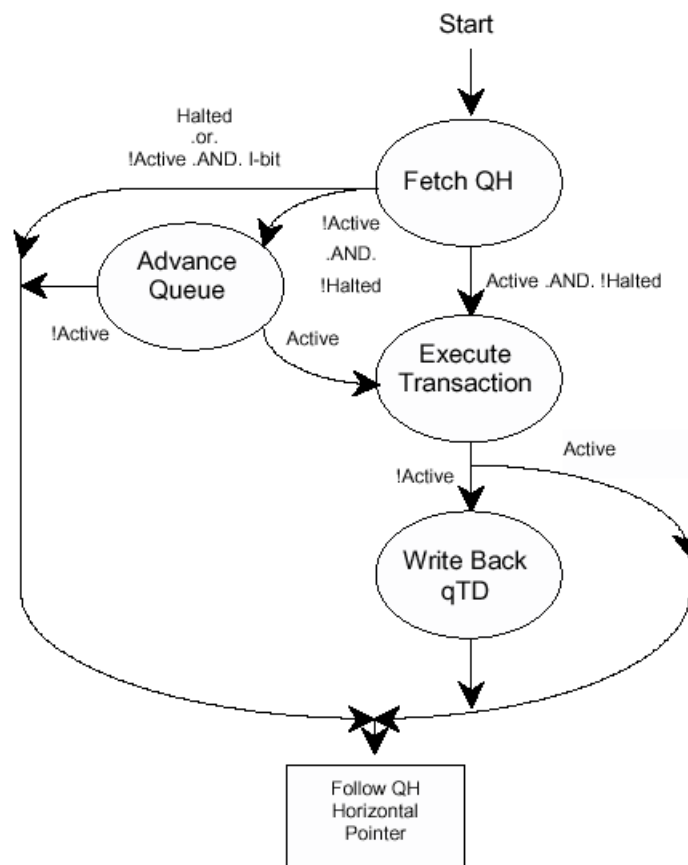 Start
Halted
.or.
!Active .AND. I-bit
Fetch QH
!Active
.AND.
!Halted
Advance
Queue
Active .AND. !Halted
!Active
Active
Execute
Transaction
Active
!Active
Write Back
qTD
Follow QH
Horizontal
Pointer